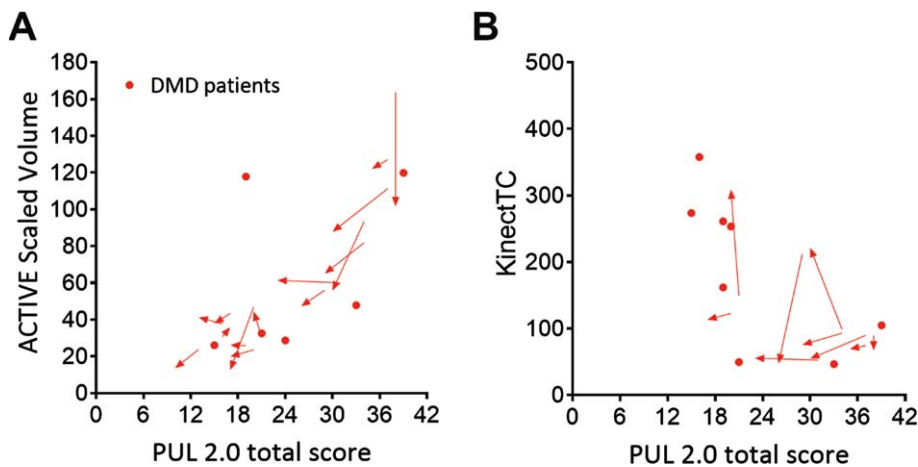 A
ACTIVE Scaled Volume
180
160
140
120
100
80
60
40
20
0
DMD patients
0 6 12 18 24 30 36 42
PUL 2.0 total score
B
KinectTC
500
400
300
200
100
0
0 6 12 18 24 30 36 42
PUL 2.0 total score